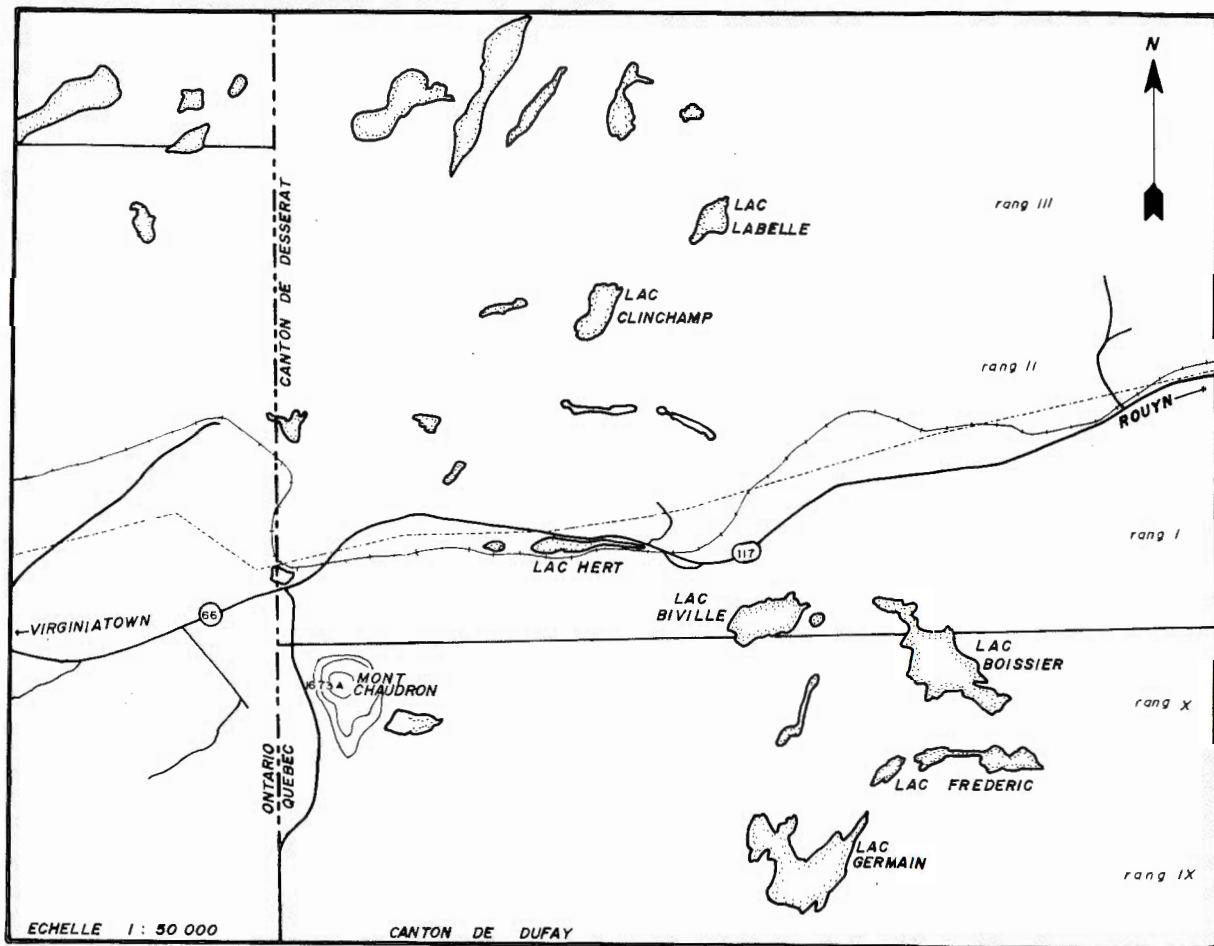 N
CANTON DE DESSERAT
LAC
LABELLE
rang III
LAC
CLINCHAMP
rang II
ROUYN
LAC HERT
117
rang I
66
VIRGINIATOWN
LAC
BIVILLE
LAC
BOISSIER
MONT
CHAUDRON
rang X
ONTARIO
QUEBEC
LAC FREDERIC
LAC
GERMAIN
rang IX
ECHELLE 1 : 50 000
CANTON DE DUFAY